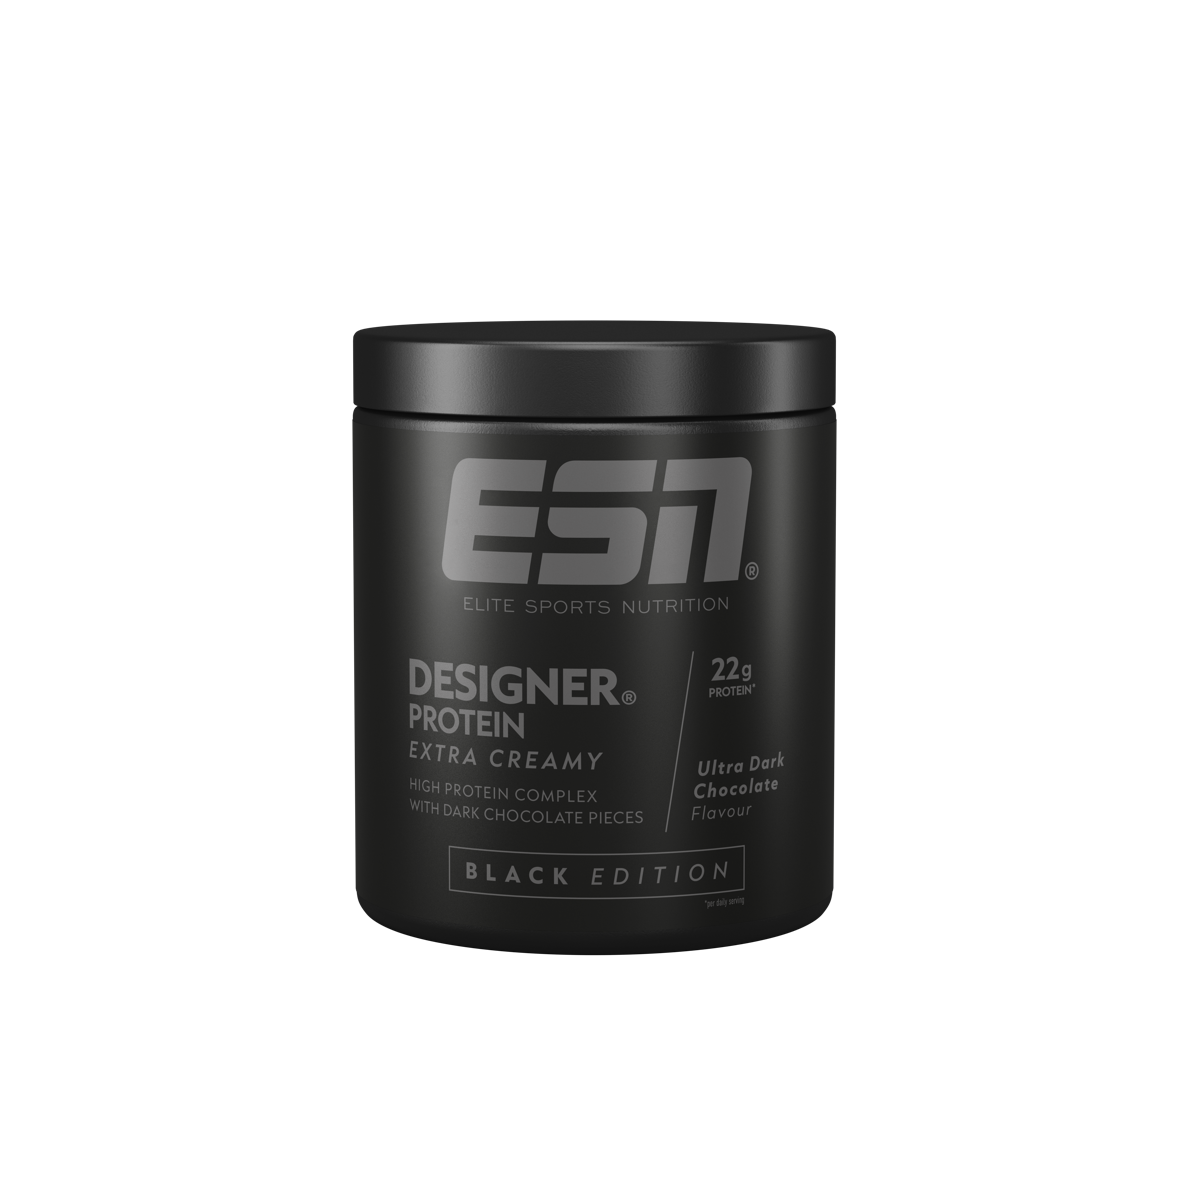 ESN®
ELITE SPORTS NUTRITION
DESIGNER®
PROTEIN
EXTRA CREAMY
HIGH PROTEIN COMPLEX
WITH DARK CHOCOLATE PIECES
22g
PROTEIN*
Ultra Dark
Chocolate
Flavour
BLACK EDITION
*per daily serving